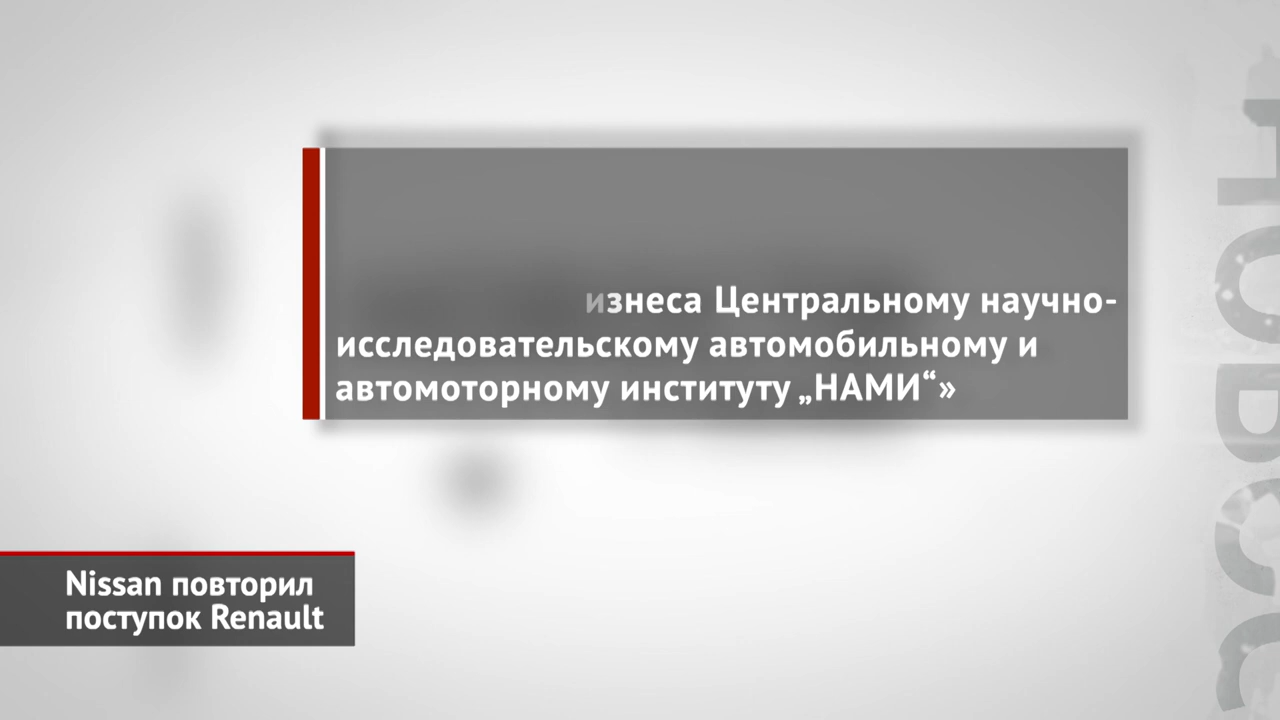 изнеса Центральному научно-
исследовательскому автомобильному и
автомоторному институту „НАМИ“»
Nissan повторил
поступок Renault